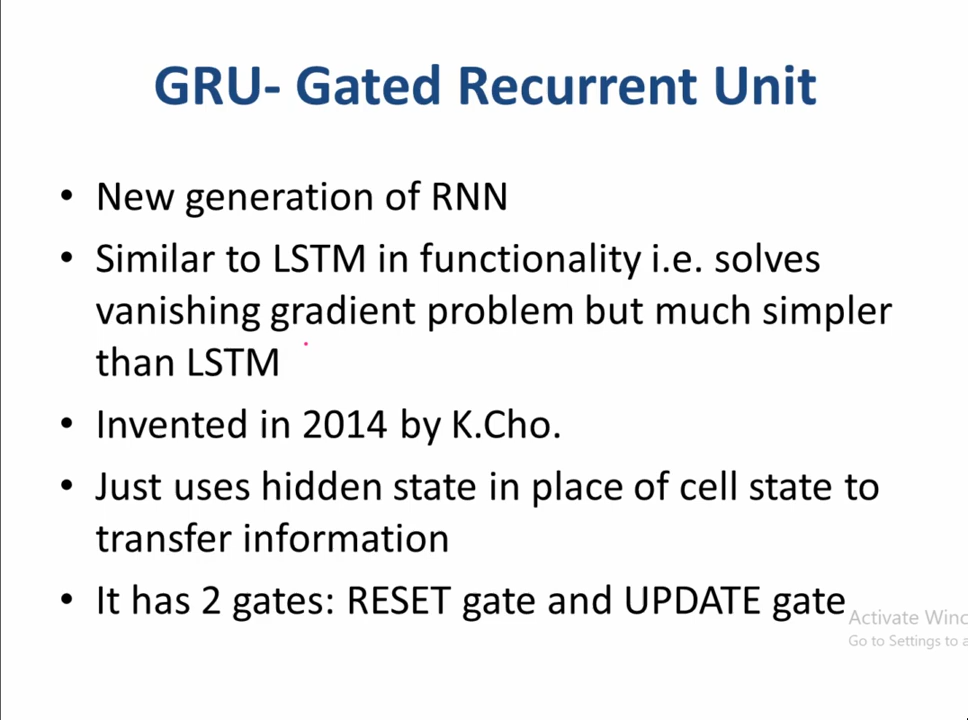 GRU- Gated Recurrent Unit
• New generation of RNN
• Similar to LSTM in functionality i.e. solves
vanishing gradient problem but much simpler
than LSTM
• Invented in 2014 by K.Cho.
• Just uses hidden state in place of cell state to
transfer information
• It has 2 gates: RESET gate and UPDATE gate
Activate Winc
Go to Settings to a